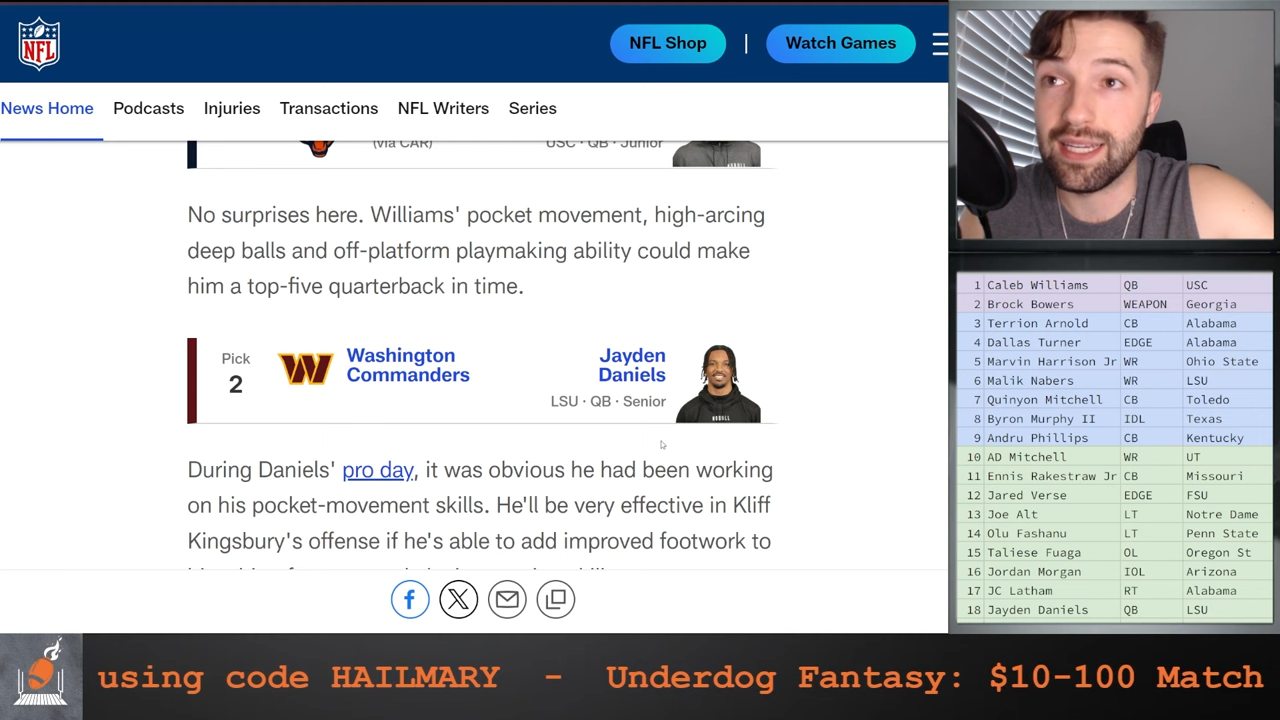 NFL
NFL Shop
Watch Games
News Home
Podcasts
Injuries
Transactions
NFL Writers
Series
(via CAR)
USC · QB · Junior
No surprises here. Williams' pocket movement, high-arcing
deep balls and off-platform playmaking ability could make
him a top-five quarterback in time.
Pick
2
W
Washington
Commanders
Jayden
Daniels
LSU · QB · Senior
During Daniels' pro day, it was obvious he had been working
on his pocket-movement skills. He'll be very effective in Kliff
Kingsbury's offense if he's able to add improved footwork to
1 Caleb Williams QB USC
2 Brock Bowers WEAPON Georgia
3 Terrion Arnold CB Alabama
4 Dallas Turner EDGE Alabama
5 Marvin Harrison Jr WR Ohio State
6 Malik Nabers WR LSU
7 Quinyon Mitchell CB Toledo
8 Byron Murphy II IDL Texas
9 Andru Phillips CB Kentucky
10 AD Mitchell WR UT
11 Ennis Rakestraw Jr CB Missouri
12 Jared Verse EDGE FSU
13 Joe Alt LT Notre Dame
14 Olu Fashanu LT Penn State
15 Taliese Fuaga OL Oregon St
16 Jordan Morgan IOL Arizona
17 JC Latham RT Alabama
18 Jayden Daniels QB LSU
using code HAILMARY - Underdog Fantasy: $10-100 Match